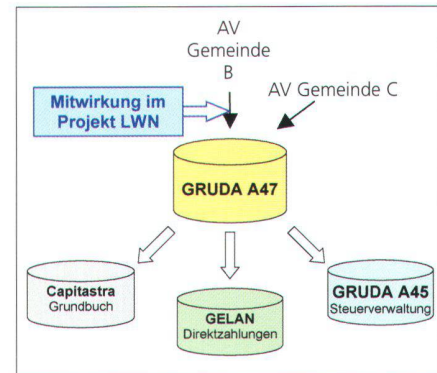 AV
Gemeinde
B
AV Gemeinde C
Mitwirkung im
Projekt LWN
GRUDA A47
Capitastra
Grundbuch
GELAN
Direktzahlungen
GRUDA A45
Steuerverwaltung